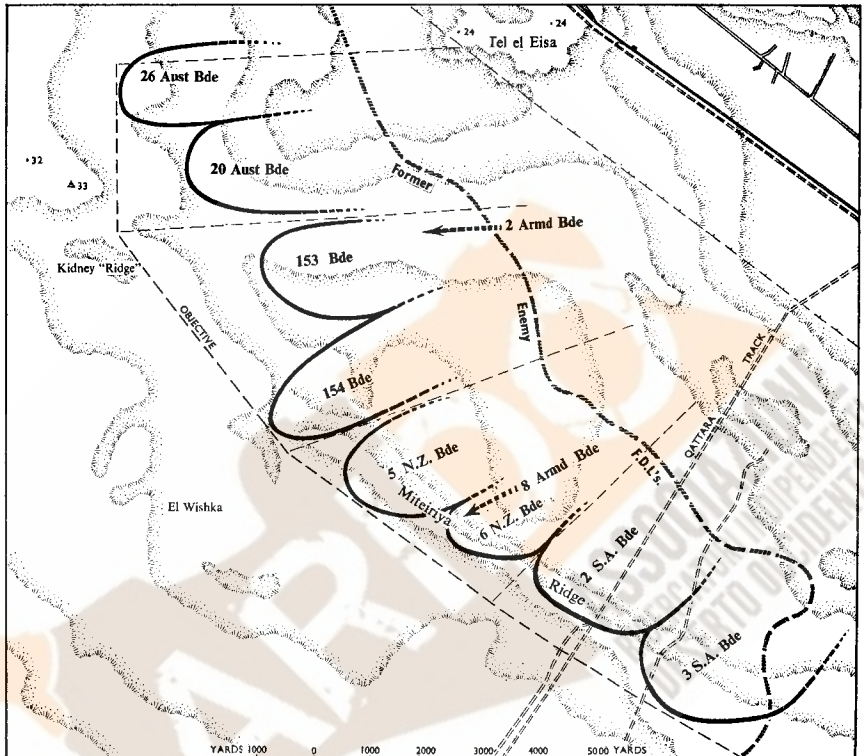 · 24
· 24
Tel el Eisa
26 Aust Bde
· 32
▵ 33
20 Aust Bde
Former
2 Armd Bde
153 Bde
Kidney "Ridge"
OBJECTIVE
Enemy
TRACK
154 Bde
QATTARA
5 N.Z. Bde
8 Armd Bde
F.D.L's.
Miteiriya
6 N.Z. Bde
El Wishka
2 S.A. Bde
Ridge
3 S.A. Bde
YARDS 1000 0 1000 2000 3000 4000 5000 YARDS